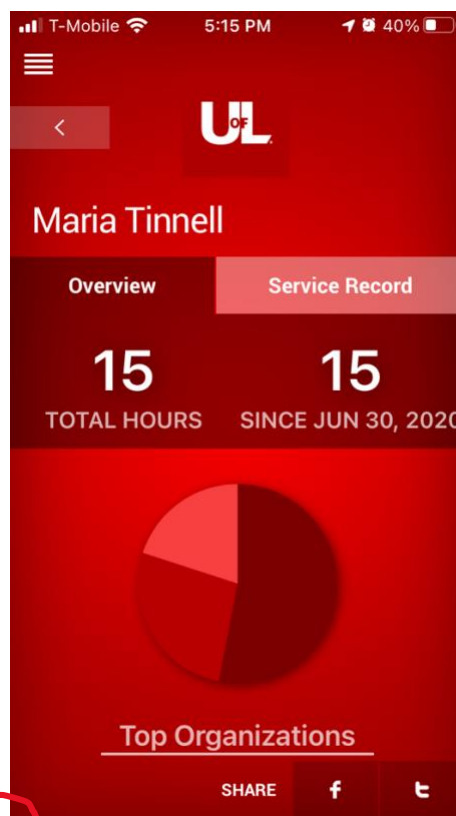 T-Mobile 5:15 PM 40%
<
U OF L
Maria Tinnell
Overview Service Record
15 15
TOTAL HOURS SINCE JUN 30, 2020
Top Organizations
SHARE f t